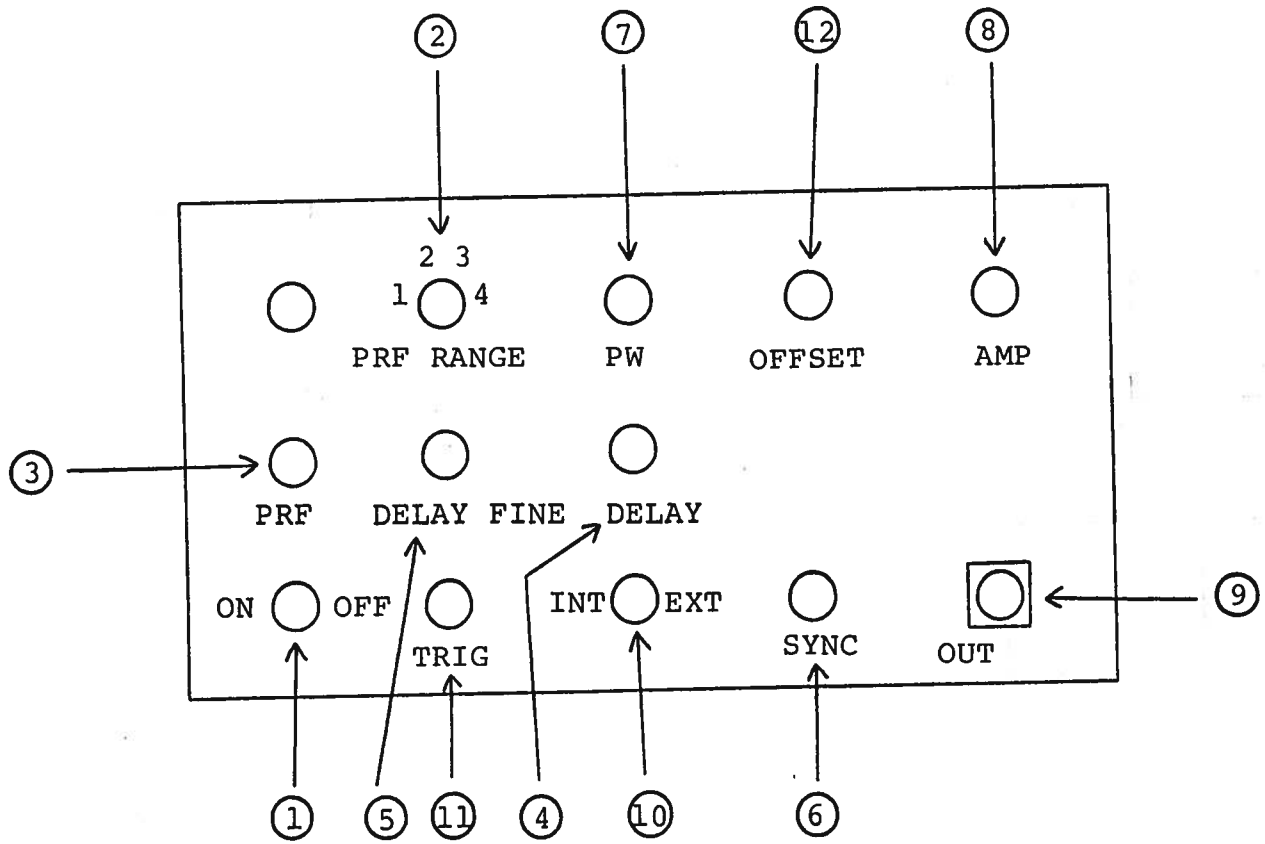 2 7 12 8
2 3
1 4
PRF RANGE PW OFFSET AMP
3
PRF DELAY FINE DELAY
ON OFF INT EXT
9
TRIG SYNC OUT
1 5 11 4 10 6